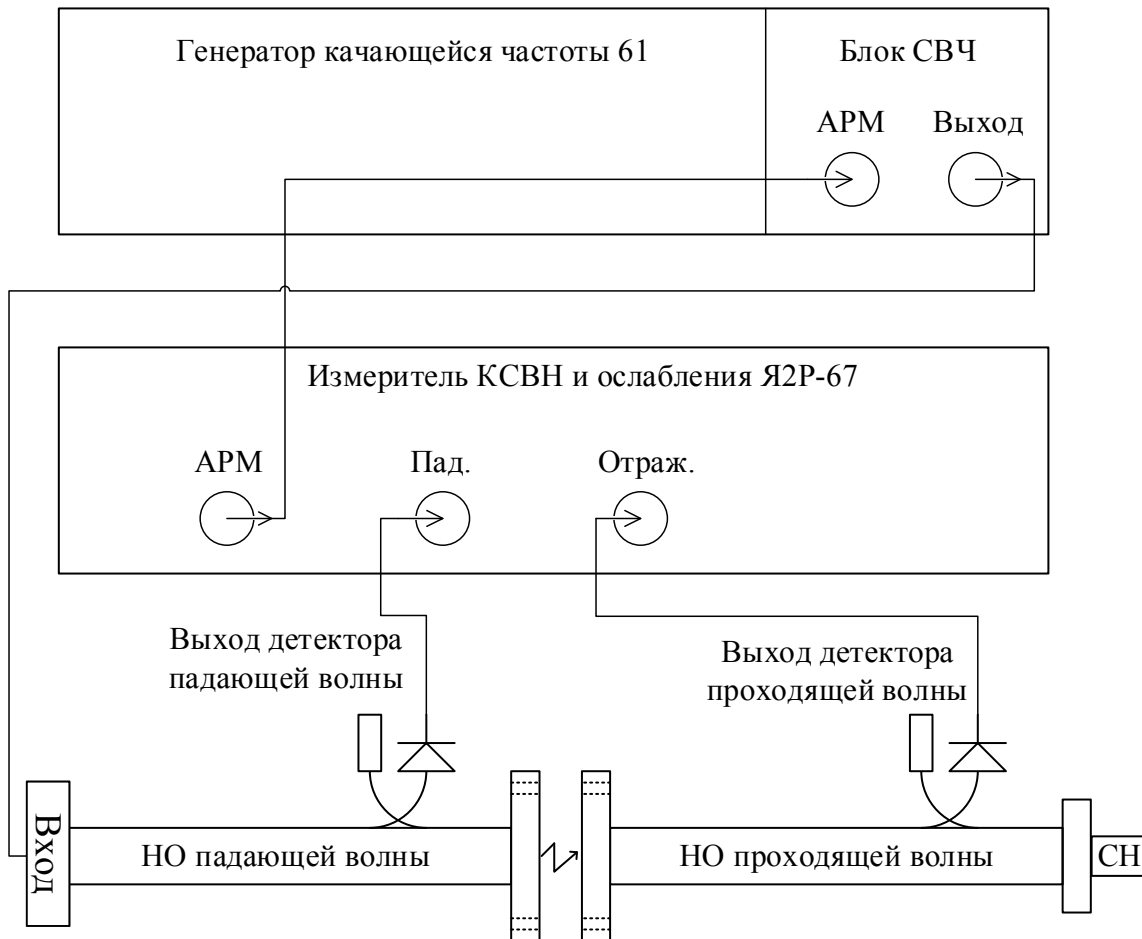 Генератор качающейся частоты 61
Блок СВЧ
АРМ
Выход
Измеритель КСВН и ослабления Я2Р-67
АРМ
Пад.
Отраж.
Выход детектора
падающей волны
Выход детектора
проходящей волны
Вход
НО падающей волны
НО проходящей волны
СН